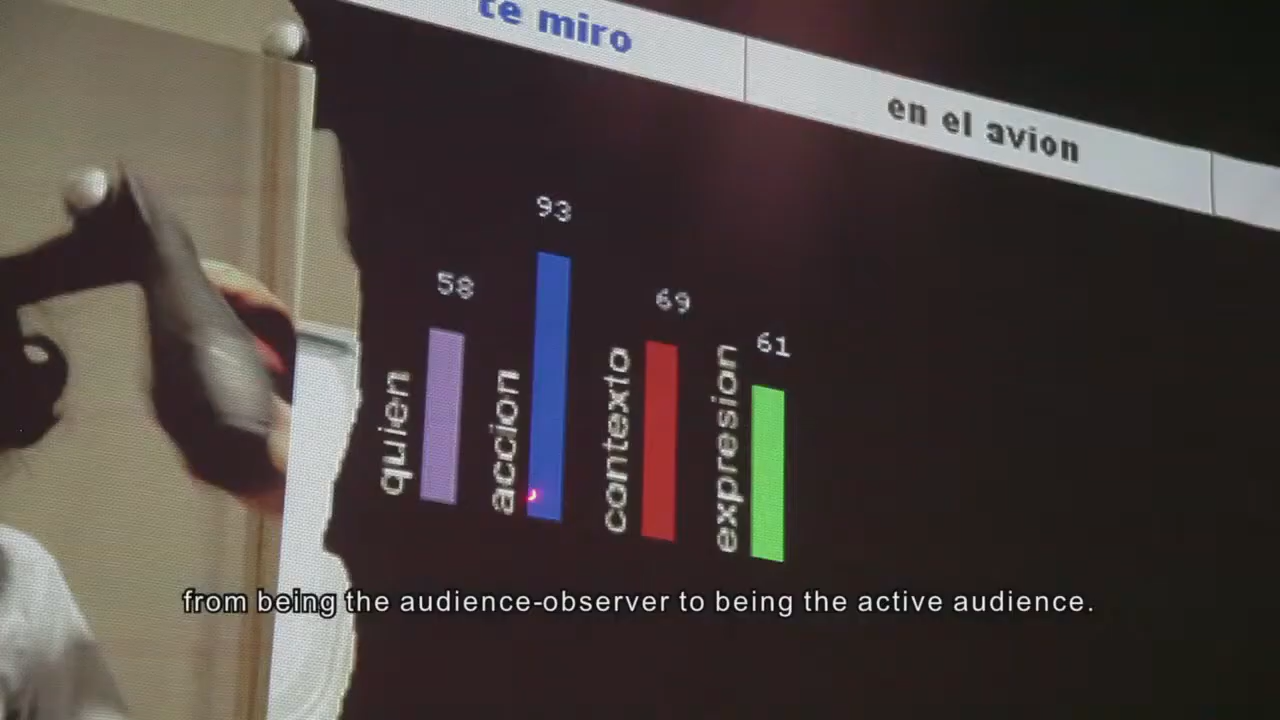 te miro
en el avion
93
58
69
61
quien
accion
contexto
expresion
from being the audience-observer to being the active audience.